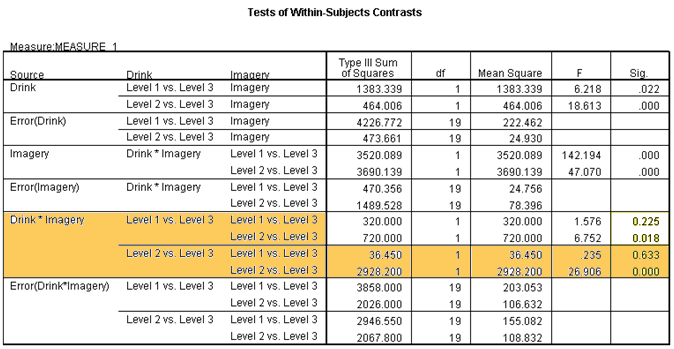 Tests of Within-Subjects Contrasts
Measure:MEASURE_1
Source Drink Imagery Type III Sum of Squares df Mean Square F Sig.
Drink Level 1 vs. Level 3 Imagery 1383.339 1 1383.339 6.218 .022
Level 2 vs. Level 3 Imagery 464.006 1 464.006 18.613 .000
Error(Drink) Level 1 vs. Level 3 Imagery 4226.772 19 222.462
Level 2 vs. Level 3 Imagery 473.661 19 24.930
Imagery Drink * Imagery Level 1 vs. Level 3 3520.089 1 3520.089 142.194 .000
Level 2 vs. Level 3 3690.139 1 3690.139 47.070 .000
Error(Imagery) Drink * Imagery Level 1 vs. Level 3 470.356 19 24.756
Level 2 vs. Level 3 1489.528 19 78.396
Drink * Imagery Level 1 vs. Level 3 Level 1 vs. Level 3 320.000 1 320.000 1.576 0.225
Level 2 vs. Level 3 720.000 1 720.000 6.752 0.018
Level 2 vs. Level 3 Level 1 vs. Level 3 36.450 1 36.450 .235 0.633
Level 2 vs. Level 3 2928.200 1 2928.200 26.906 0.000
Error(Drink*Imagery) Level 1 vs. Level 3 Level 1 vs. Level 3 3858.000 19 203.053
Level 2 vs. Level 3 2026.000 19 106.632
Level 2 vs. Level 3 Level 1 vs. Level 3 2946.550 19 155.082
Level 2 vs. Level 3 2067.800 19 108.832